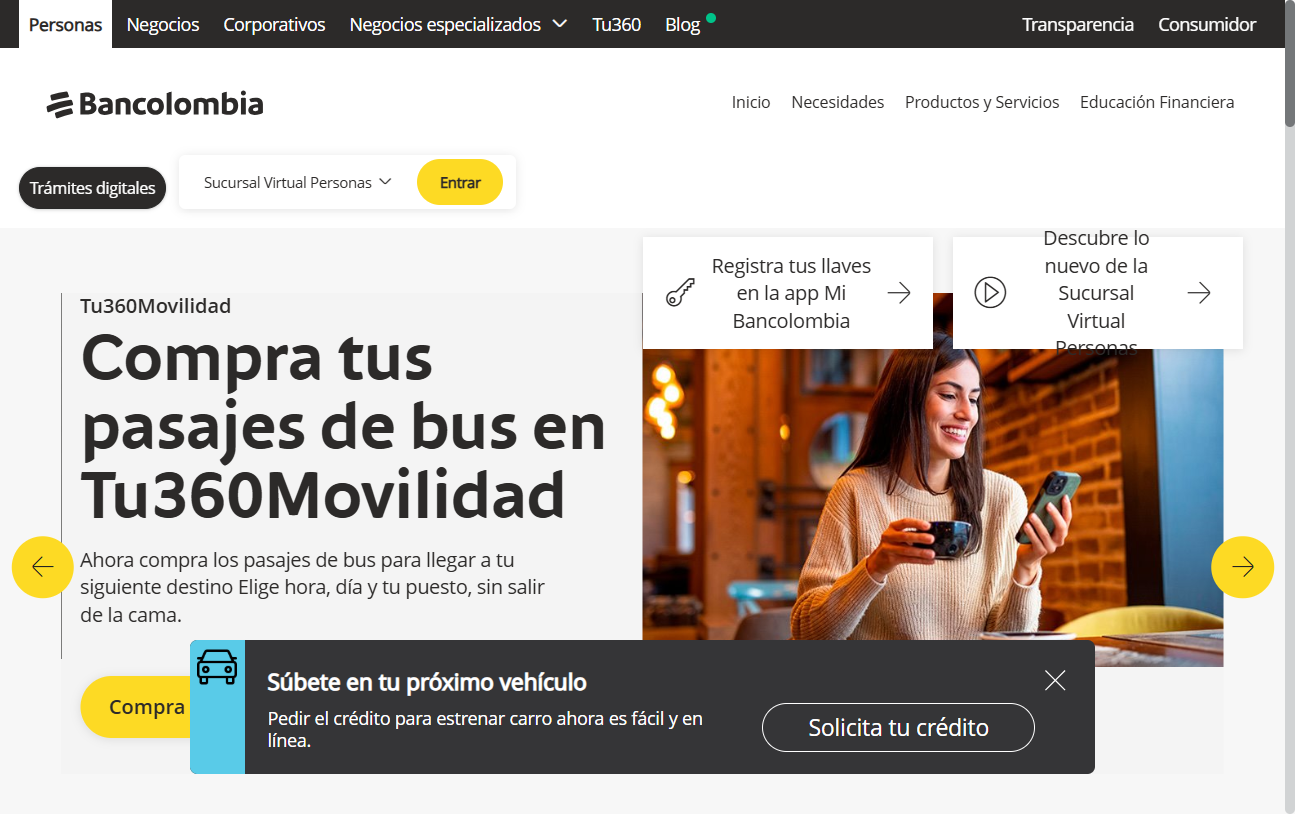 Personas Negocios Corporativos Negocios especializados Tu360 Blog Transparencia Consumidor
Bancolombia
Inicio Necesidades Productos y Servicios Educación Financiera
Trámites digitales
Sucursal Virtual Personas
Entrar
Registra tus llaves
en la app Mi
Bancolombia
Descubre lo
nuevo de la
Sucursal
Virtual
Personas
Tu360Movilidad
Compra tus
pasajes de bus en
Tu360Movilidad
Ahora compra los pasajes de bus para llegar a tu
siguiente destino Elige hora, día y tu puesto, sin salir
de la cama.
Compra
Súbete en tu próximo vehículo
Pedir el crédito para estrenar carro ahora es fácil y en
línea.
Solicita tu crédito